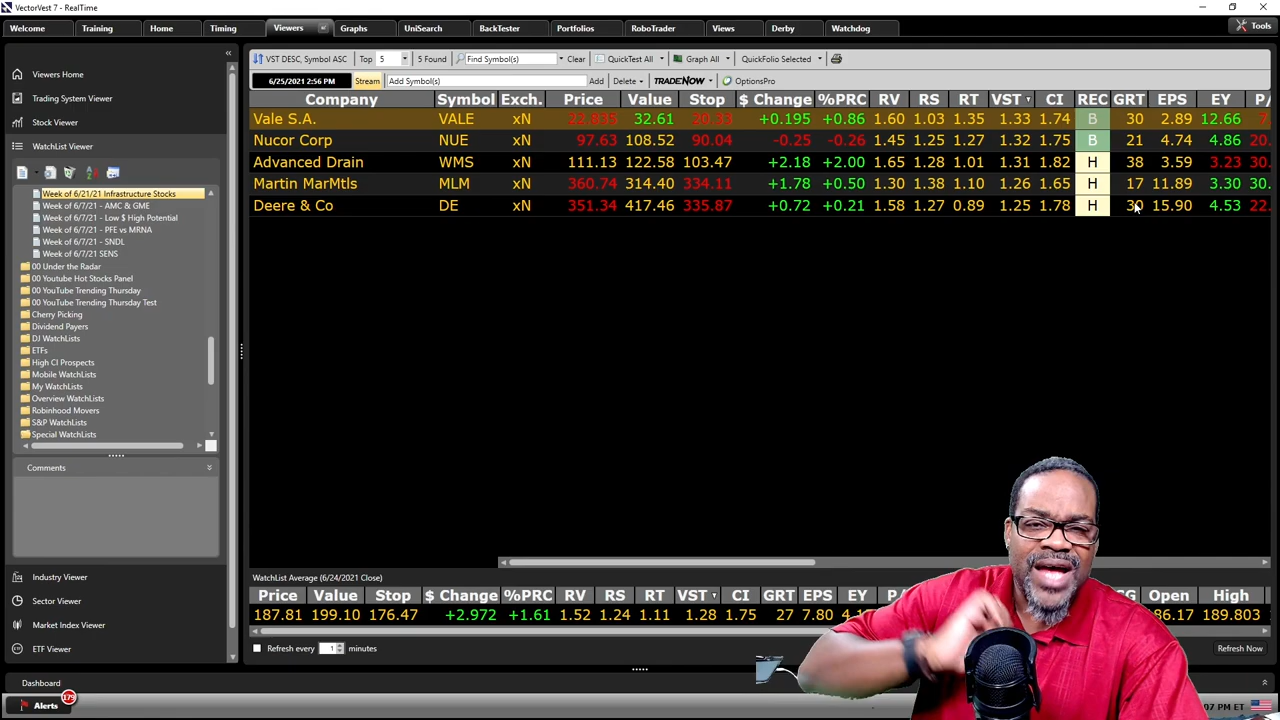 VectorVest 7 - RealTime
Welcome Training Home Timing Viewers Graphs UniSearch BackTester Portfolios RoboTrader Views Derby Watchdog Tools
VST DESC, Symbol ASC Top 5 5 Found Find Symbol(s) Clear QuickTest All Graph All QuickFolio Selected
6/25/2021 2:56 PM Stream Add Symbol(s) Add Delete TRADENOW OptionsPro
Viewers Home
Trading System Viewer
Stock Viewer
WatchList Viewer
Week of 6/21/21 Infrastructure Stocks
Week of 6/7/21 - AMC & GME
Week of 6/7/21 - Low $ High Potential
Week of 6/7/21 - PFE vs MRNA
Week of 6/7/21 - SNDL
Week of 6/7/21 SENS
00 Under the Radar
00 Youtube Hot Stocks Panel
00 YouTube Trending Thursday
00 YouTube Trending Thursday Test
Cherry Picking
Dividend Payers
DJ WatchLists
ETFs
High CI Prospects
Mobile WatchLists
My WatchLists
Overview WatchLists
Robinhood Movers
S&P WatchLists
Special WatchLists
Comments
Industry Viewer
Sector Viewer
Market Index Viewer
ETF Viewer
Company Symbol Exch. Price Value Stop $ Change %PRC RV RS RT VST CI REC GRT EPS EY P/
Vale S.A. VALE xN 22.835 32.61 20.33 +0.195 +0.86 1.60 1.03 1.35 1.33 1.74 B 30 2.89 12.66 7.
Nucor Corp NUE xN 97.63 108.52 90.04 -0.25 -0.26 1.45 1.25 1.27 1.32 1.75 B 21 4.74 4.86 20.
Advanced Drain WMS xN 111.13 122.58 103.47 +2.18 +2.00 1.65 1.28 1.01 1.31 1.82 H 38 3.59 3.23 30.
Martin MarMtls MLM xN 360.74 314.40 334.11 +1.78 +0.50 1.30 1.38 1.10 1.26 1.65 H 17 11.89 3.30 30.
Deere & Co DE xN 351.34 417.46 335.87 +0.72 +0.21 1.58 1.27 0.89 1.25 1.78 H 30 15.90 4.53 22.
WatchList Average (6/24/2021 Close)
Price Value Stop $ Change %PRC RV RS RT VST CI GRT EPS EY P/ Open High
187.81 199.10 176.47 +2.972 +1.61 1.52 1.24 1.11 1.28 1.75 27 7.80 189.803
Refresh every 1 minutes Refresh Now
Dashboard
Alerts 179